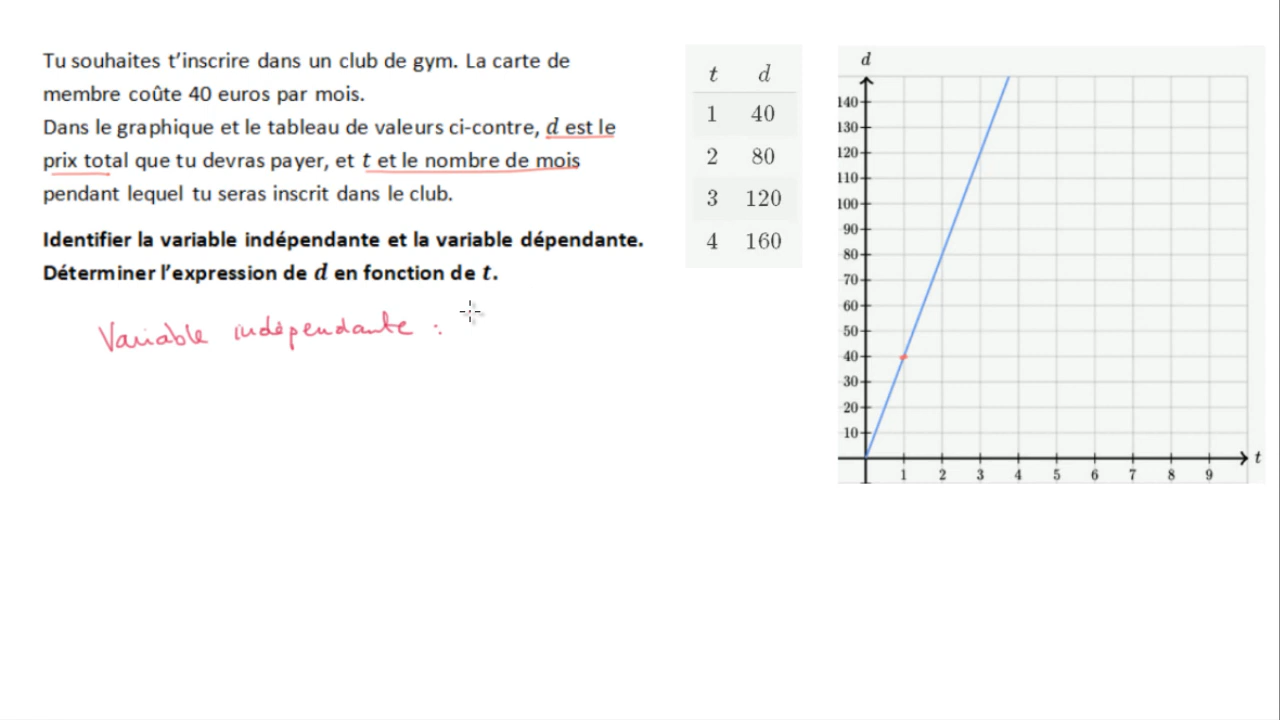 Tu souhaites t'inscrire dans un club de gym. La carte de
membre coûte 40 euros par mois.
Dans le graphique et le tableau de valeurs ci-contre, d est le
prix total que tu devras payer, et t et le nombre de mois
pendant lequel tu seras inscrit dans le club.
Identifier la variable indépendante et la variable dépendante.
Déterminer l'expression de d en fonction de t.
Variable indépendante :
t d
1 40
2 80
3 120
4 160
d
140
130
120
110
100
90
80
70
60
50
40
30
20
10
t
1 2 3 4 5 6 7 8 9